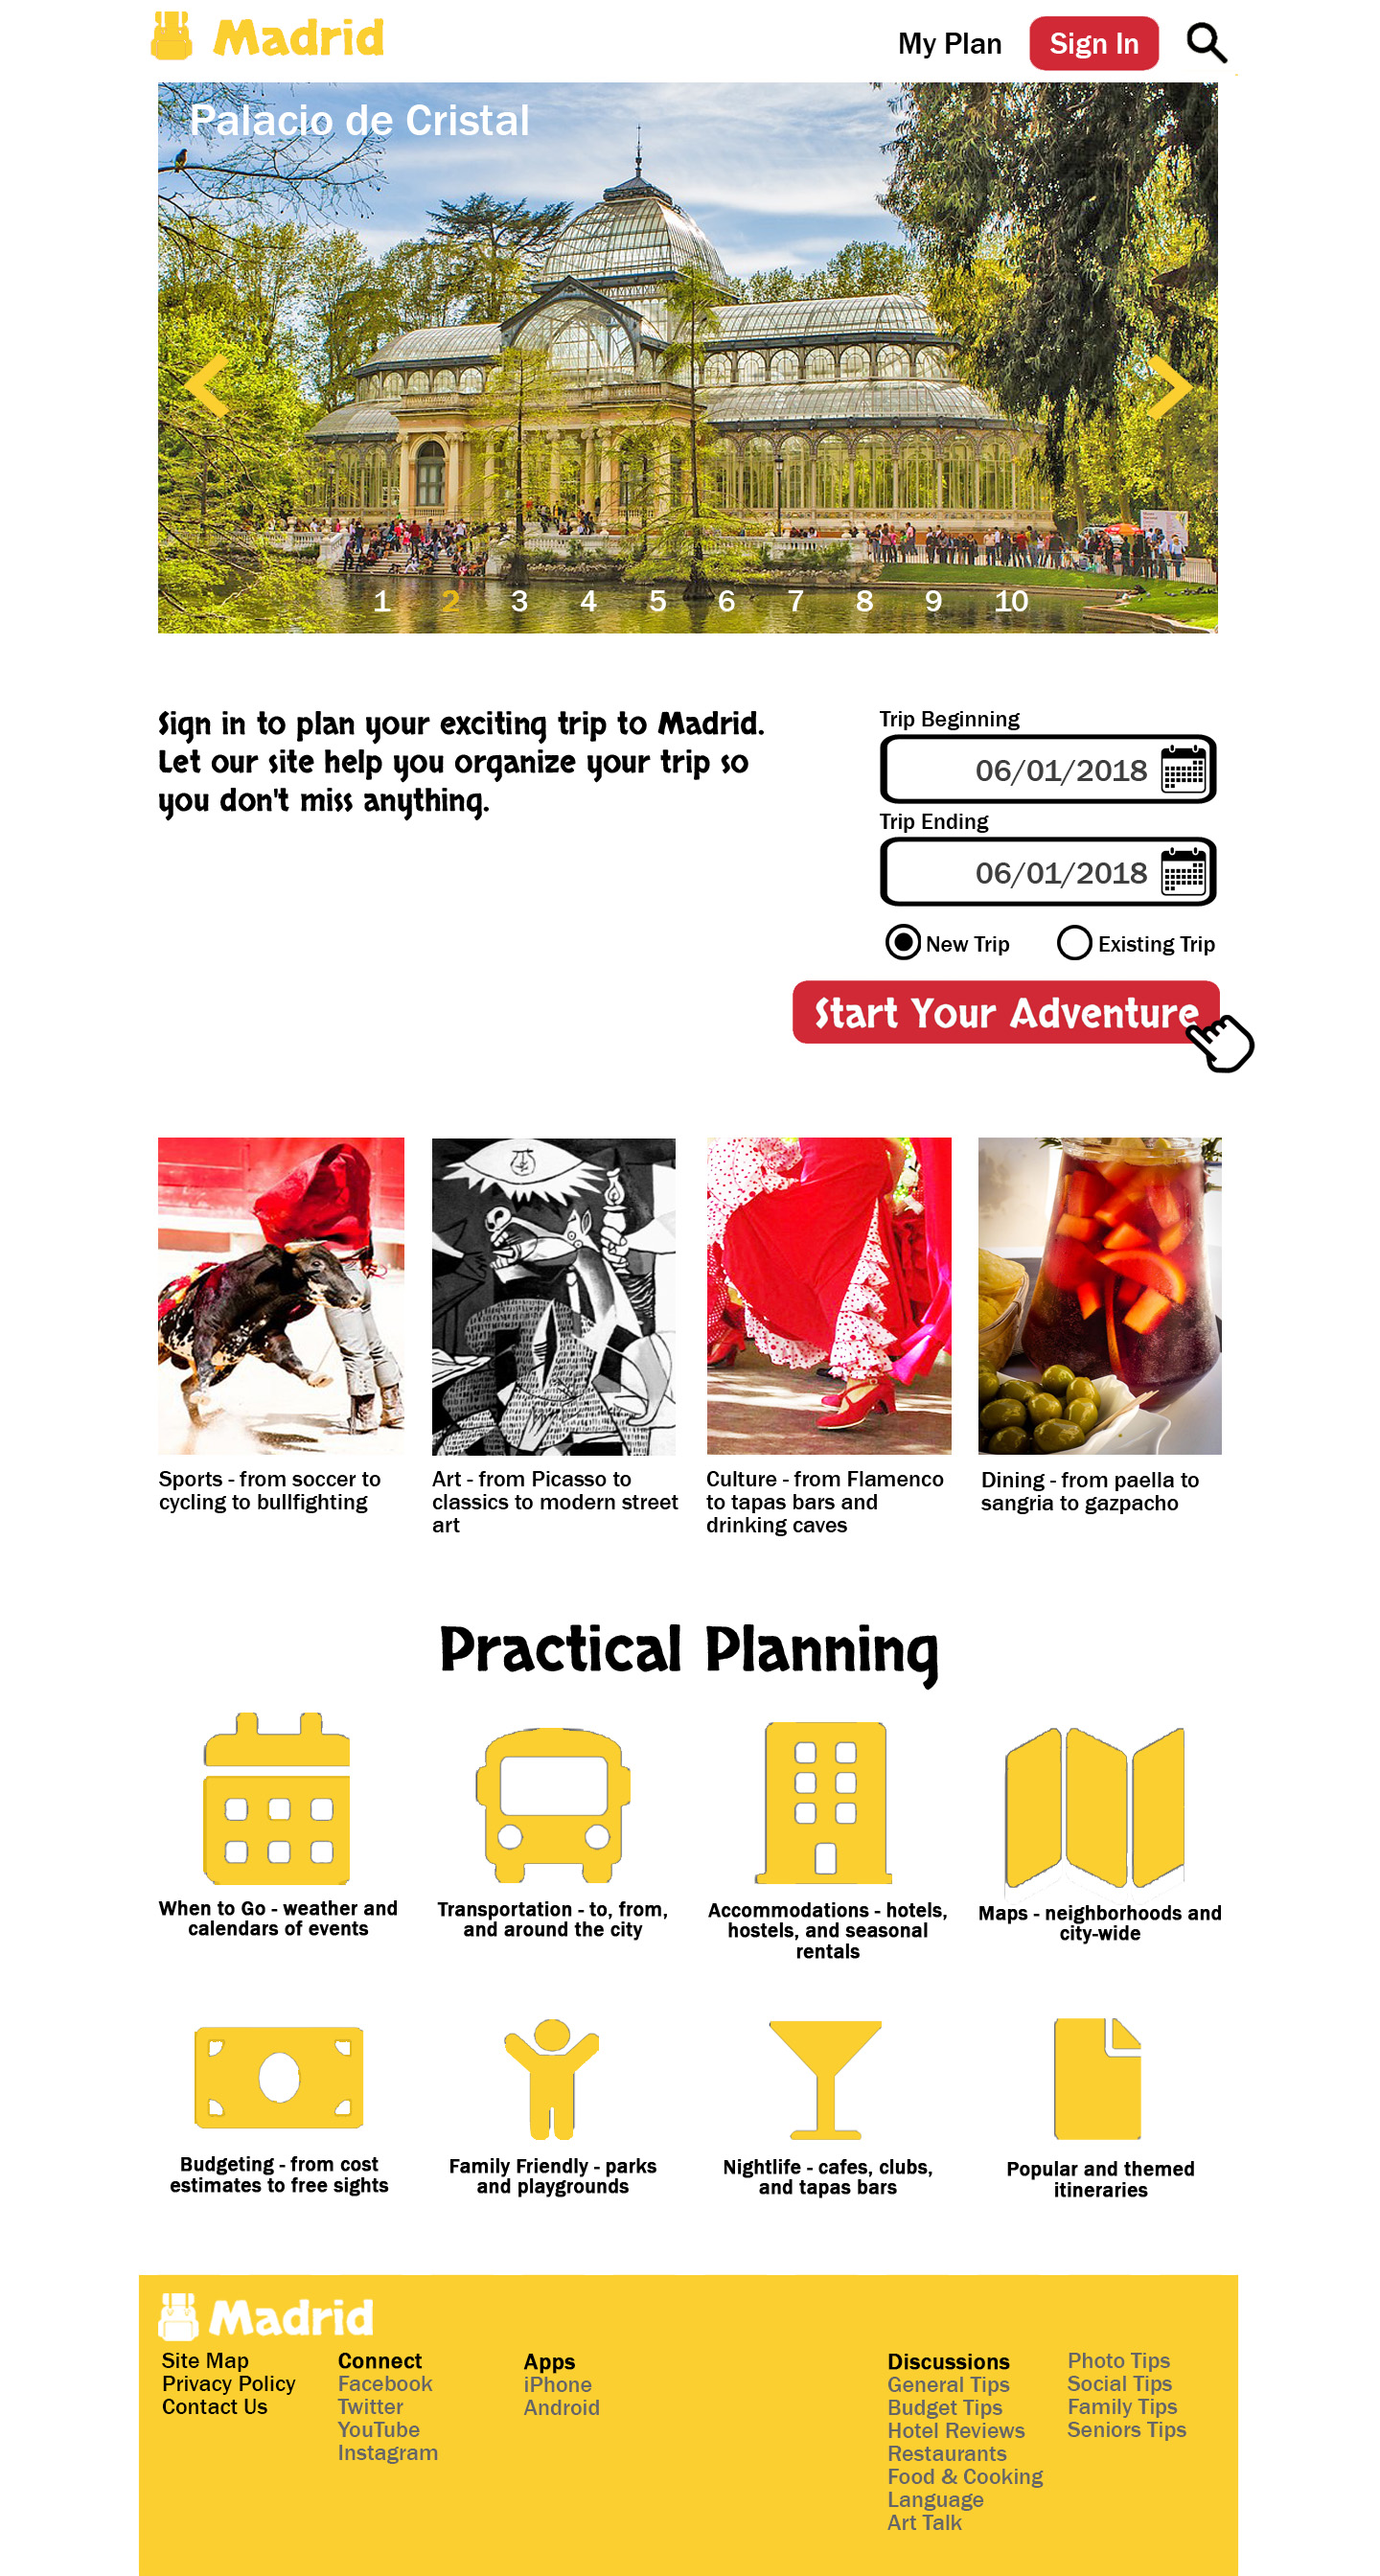 Madrid
My Plan
Sign In
Palacio de Cristal
1 2 3 4 5 6 7 8 9 10
Sign in to plan your exciting trip to Madrid.
Let our site help you organize your trip so
you don't miss anything.
Trip Beginning
06/01/2018
Trip Ending
06/01/2018
New Trip
Existing Trip
Start Your Adventure
Sports - from soccer to
cycling to bullfighting
Art - from Picasso to
classics to modern street
art
Culture - from Flamenco
to tapas bars and
drinking caves
Dining - from paella to
sangria to gazpacho
Practical Planning
When to Go - weather and
calendars of events
Transportation - to, from,
and around the city
Accommodations - hotels,
hostels, and seasonal
rentals
Maps - neighborhoods and
city-wide
Budgeting - from cost
estimates to free sights
Family Friendly - parks
and playgrounds
Nightlife - cafes, clubs,
and tapas bars
Popular and themed
itineraries
Madrid
Site Map
Privacy Policy
Contact Us
Connect
Facebook
Twitter
YouTube
Instagram
Apps
iPhone
Android
Discussions
General Tips
Budget Tips
Hotel Reviews
Restaurants
Food & Cooking
Language
Art Talk
Photo Tips
Social Tips
Family Tips
Seniors Tips